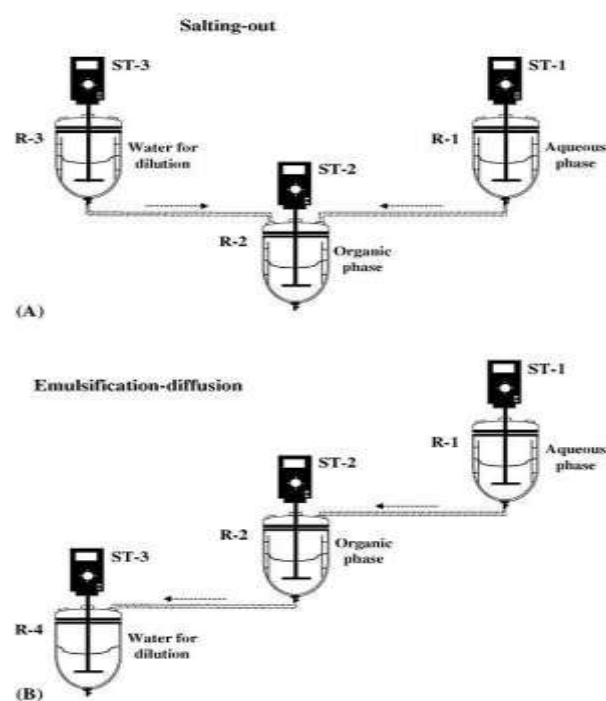 Salting-out
ST-3
ST-1
R-3
Water for
dilution
R-1
Aqueous
phase
ST-2
R-2
Organic
phase
(A)
Emulsification-diffusion
ST-1
R-1
Aqueous
phase
ST-2
R-2
Organic
phase
ST-3
R-4
Water for
dilution
(B)